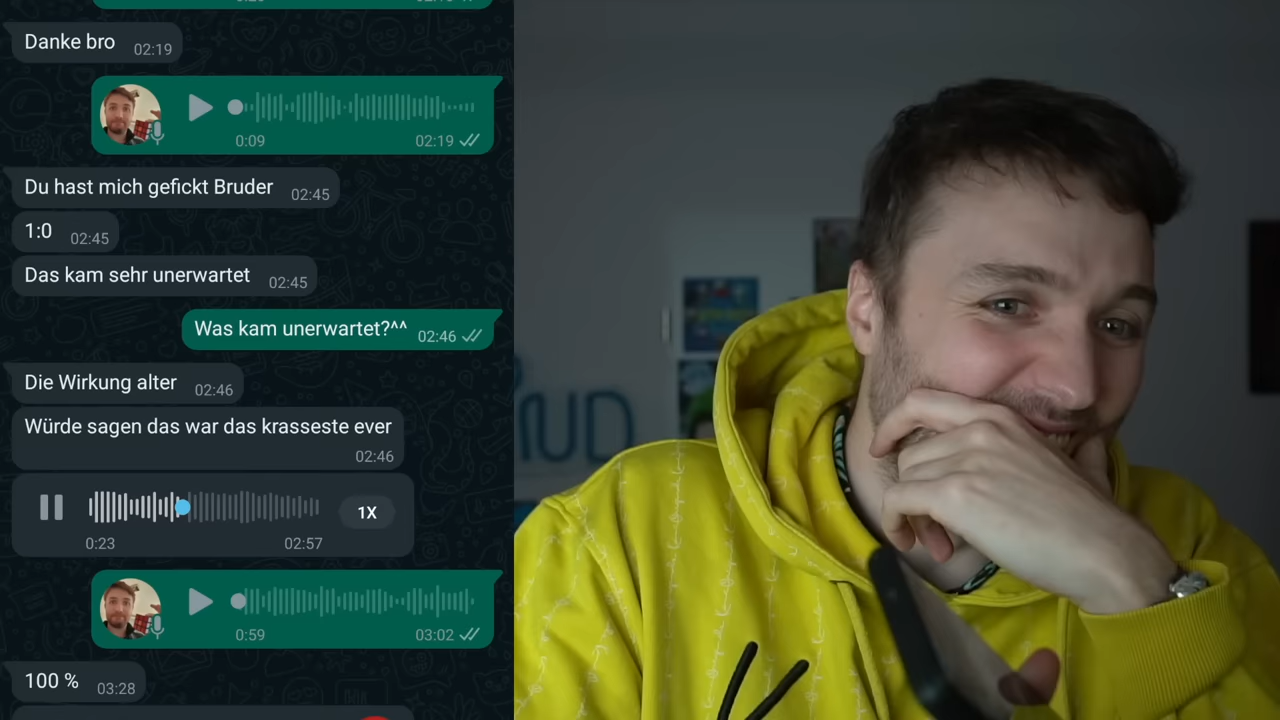 Danke bro 02:19
0:09 02:19
Du hast mich gefickt Bruder 02:45
1:0 02:45
Das kam sehr unerwartet 02:45
Was kam unerwartet?^^ 02:46
Die Wirkung alter 02:46
Würde sagen das war das krasseste ever
02:46
1X
0:23 02:57
0:59 03:02
100 % 03:28